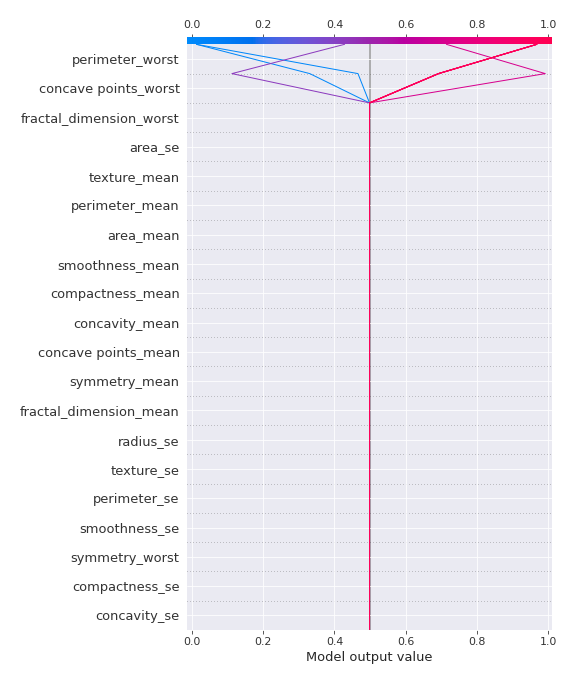 0.0 0.2 0.4 0.6 0.8 1.0
perimeter_worst
concave points_worst
fractal_dimension_worst
area_se
texture_mean
perimeter_mean
area_mean
smoothness_mean
compactness_mean
concavity_mean
concave points_mean
symmetry_mean
fractal_dimension_mean
radius_se
texture_se
perimeter_se
smoothness_se
symmetry_worst
compactness_se
concavity_se
0.0 0.2 0.4 0.6 0.8 1.0
Model output value